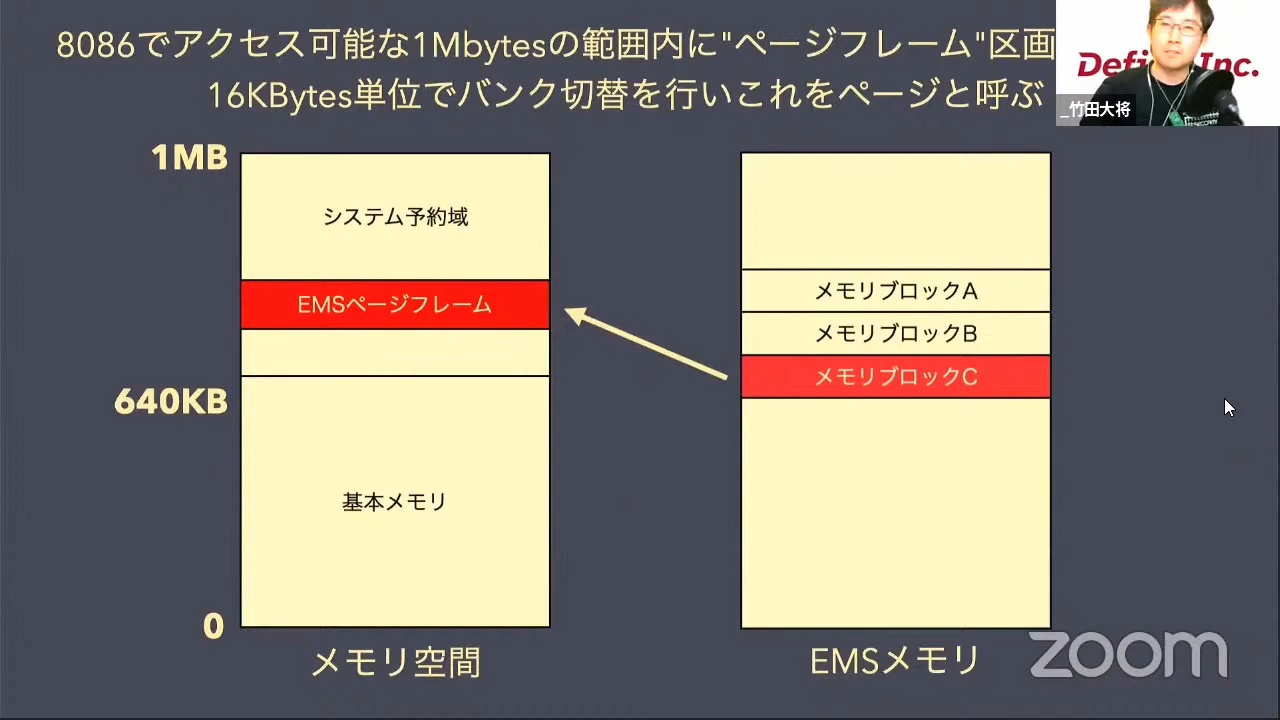 8086でアクセス可能な1Mbytesの範囲内に"ページフレーム"区画
16KBytes単位でバンク切替を行いこれをページと呼ぶ
_竹田大将
1MB
システム予約域
EMSページフレーム
640KB
基本メモリ
0
メモリ空間
メモリブロックA
メモリブロックB
メモリブロックC
EMSメモリ
zoom